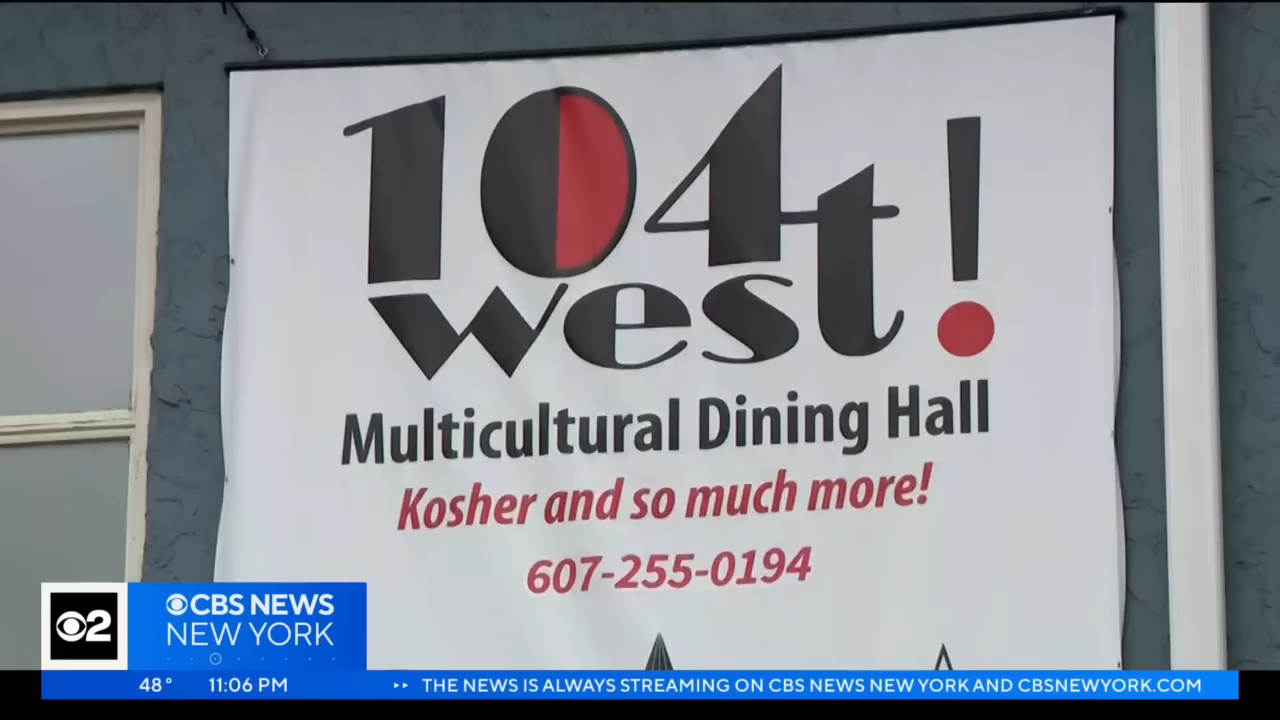 104
west!
Multicultural Dining Hall
Kosher and so much more!
607-255-0194
2
CBS NEWS
NEW YORK
48° 11:06 PM THE NEWS IS ALWAYS STREAMING ON CBS NEWS NEW YORK AND CBSNEWYORK.COM